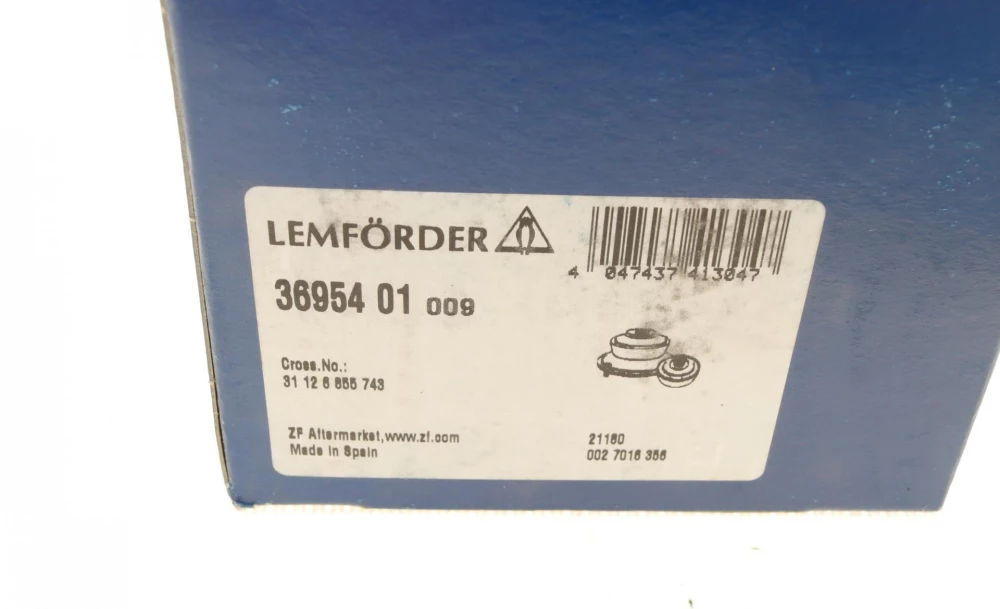 LEMFÖRDER
4 047437 413047
36954 01 009
Cross.No.:
31 12 6 855 743
ZF Aftermarket,www.zf.com
Made in Spain
21180
002 7016 356